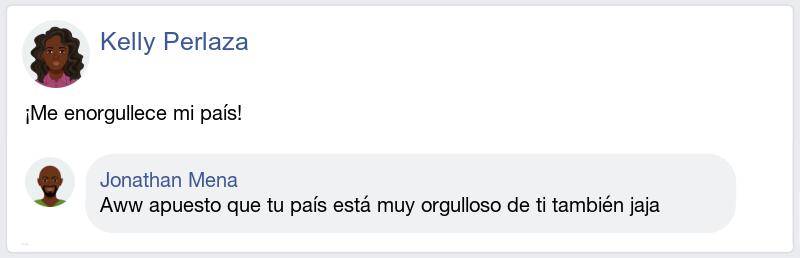 Kelly Perlaza
¡Me enorgullece mi país!
Jonathan Mena
Aww apuesto que tu país está muy orgulloso de ti también jaja